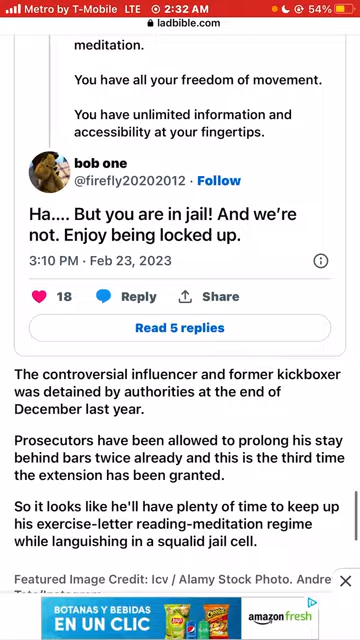 Metro by T-Mobile LTE 2:32 AM 54%
ladbible.com
meditation.
You have all your freedom of movement.
You have unlimited information and
accessibility at your fingertips.
bob one
@firefly20202012 · Follow
Ha.... But you are in jail! And we're
not. Enjoy being locked up.
3:10 PM · Feb 23, 2023
18 Reply Share
Read 5 replies
The controversial influencer and former kickboxer
was detained by authorities at the end of
December last year.
Prosecutors have been allowed to prolong his stay
behind bars twice already and this is the third time
the extension has been granted.
So it looks like he'll have plenty of time to keep up
his exercise-letter reading-meditation regime
while languishing in a squalid jail cell.
Featured Image Credit: Icv / Alamy Stock Photo. Andrew
BOTANAS Y BEBIDAS
EN UN CLIC
amazon fresh